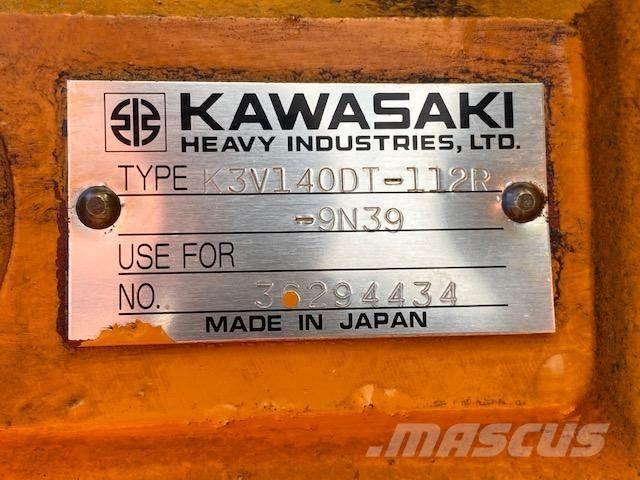 KAWASAKI
HEAVY INDUSTRIES, LTD.
TYPE K3V140DT-112R
-9N39
USE FOR
NO. 36294434
MADE IN JAPAN
MASCUS